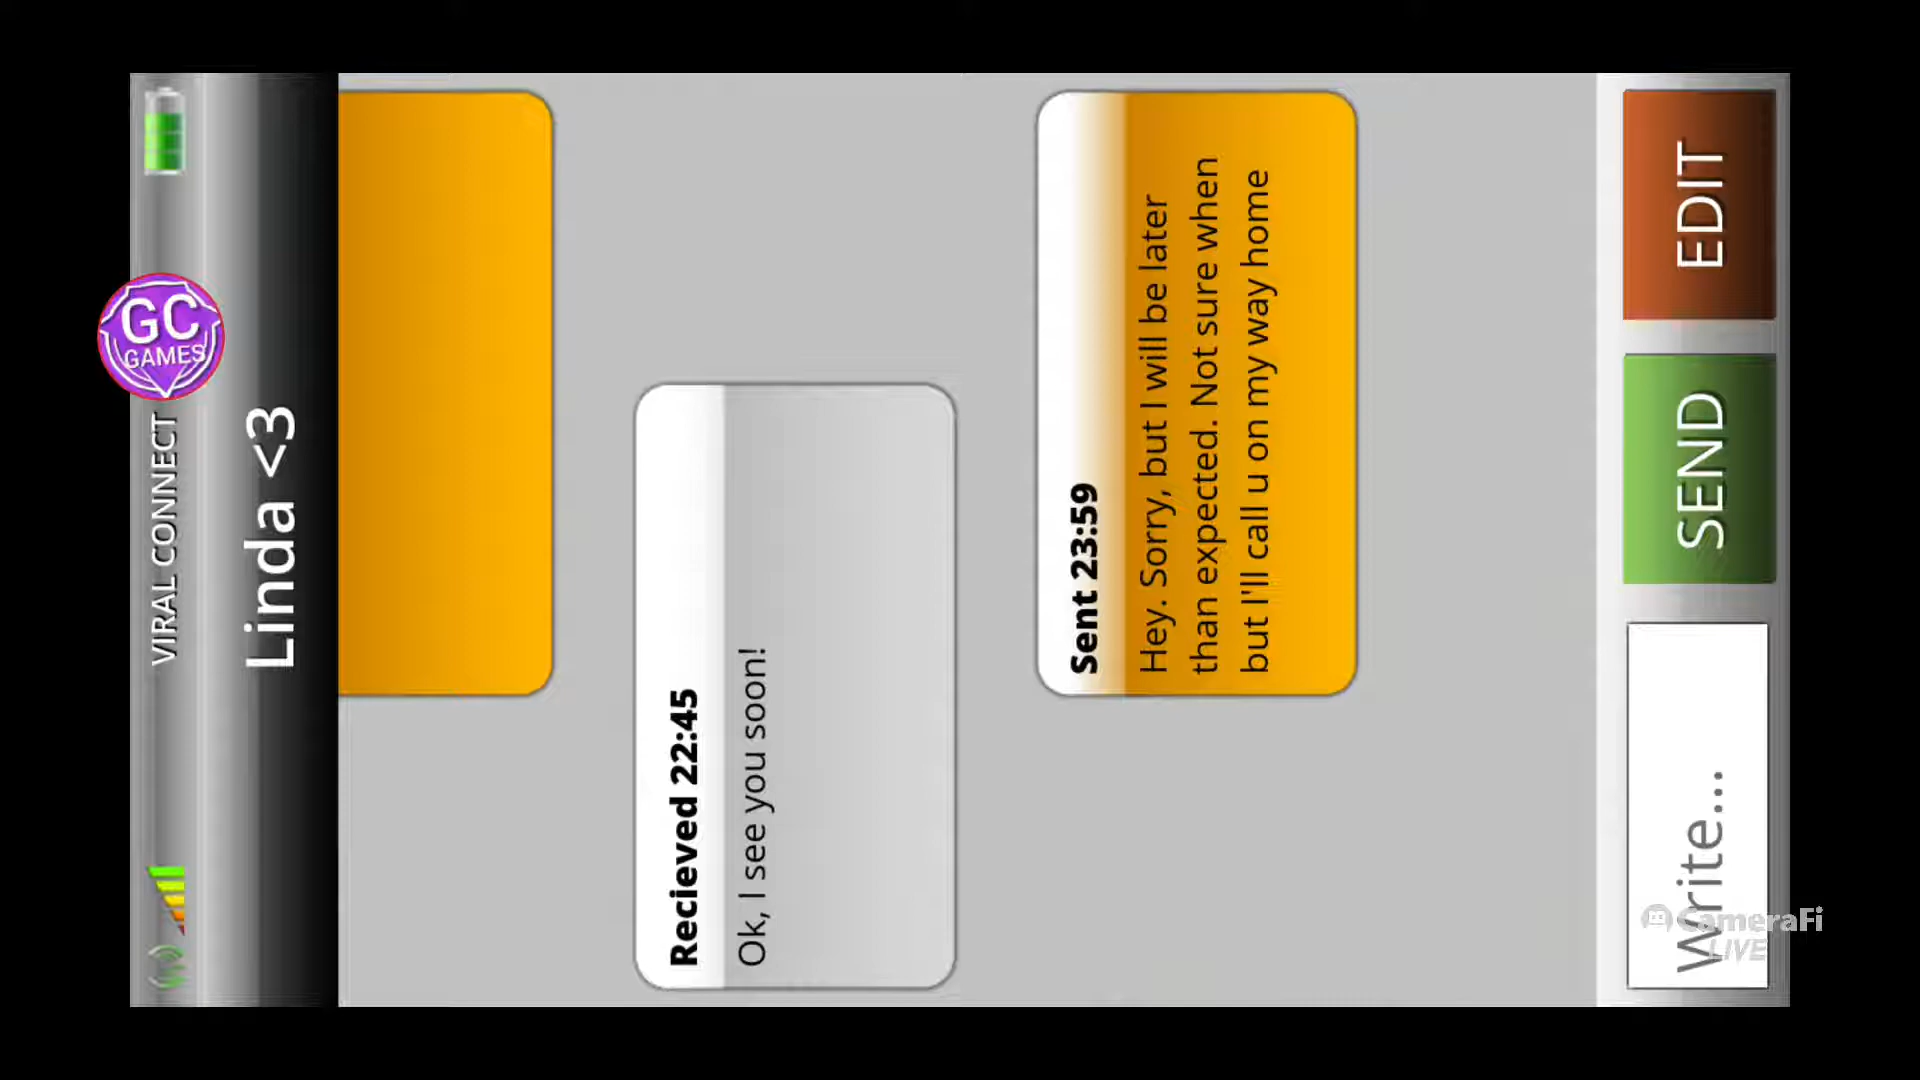 VIRAL CONNECT
GC
GAMES
Linda <3
Recieved 22:45
Ok, I see you soon!
Sent 23:59
Hey. Sorry, but I will be later
than expected. Not sure when
but I'll call u on my way home
Write...
SEND
EDIT
CameraFi
LIVE